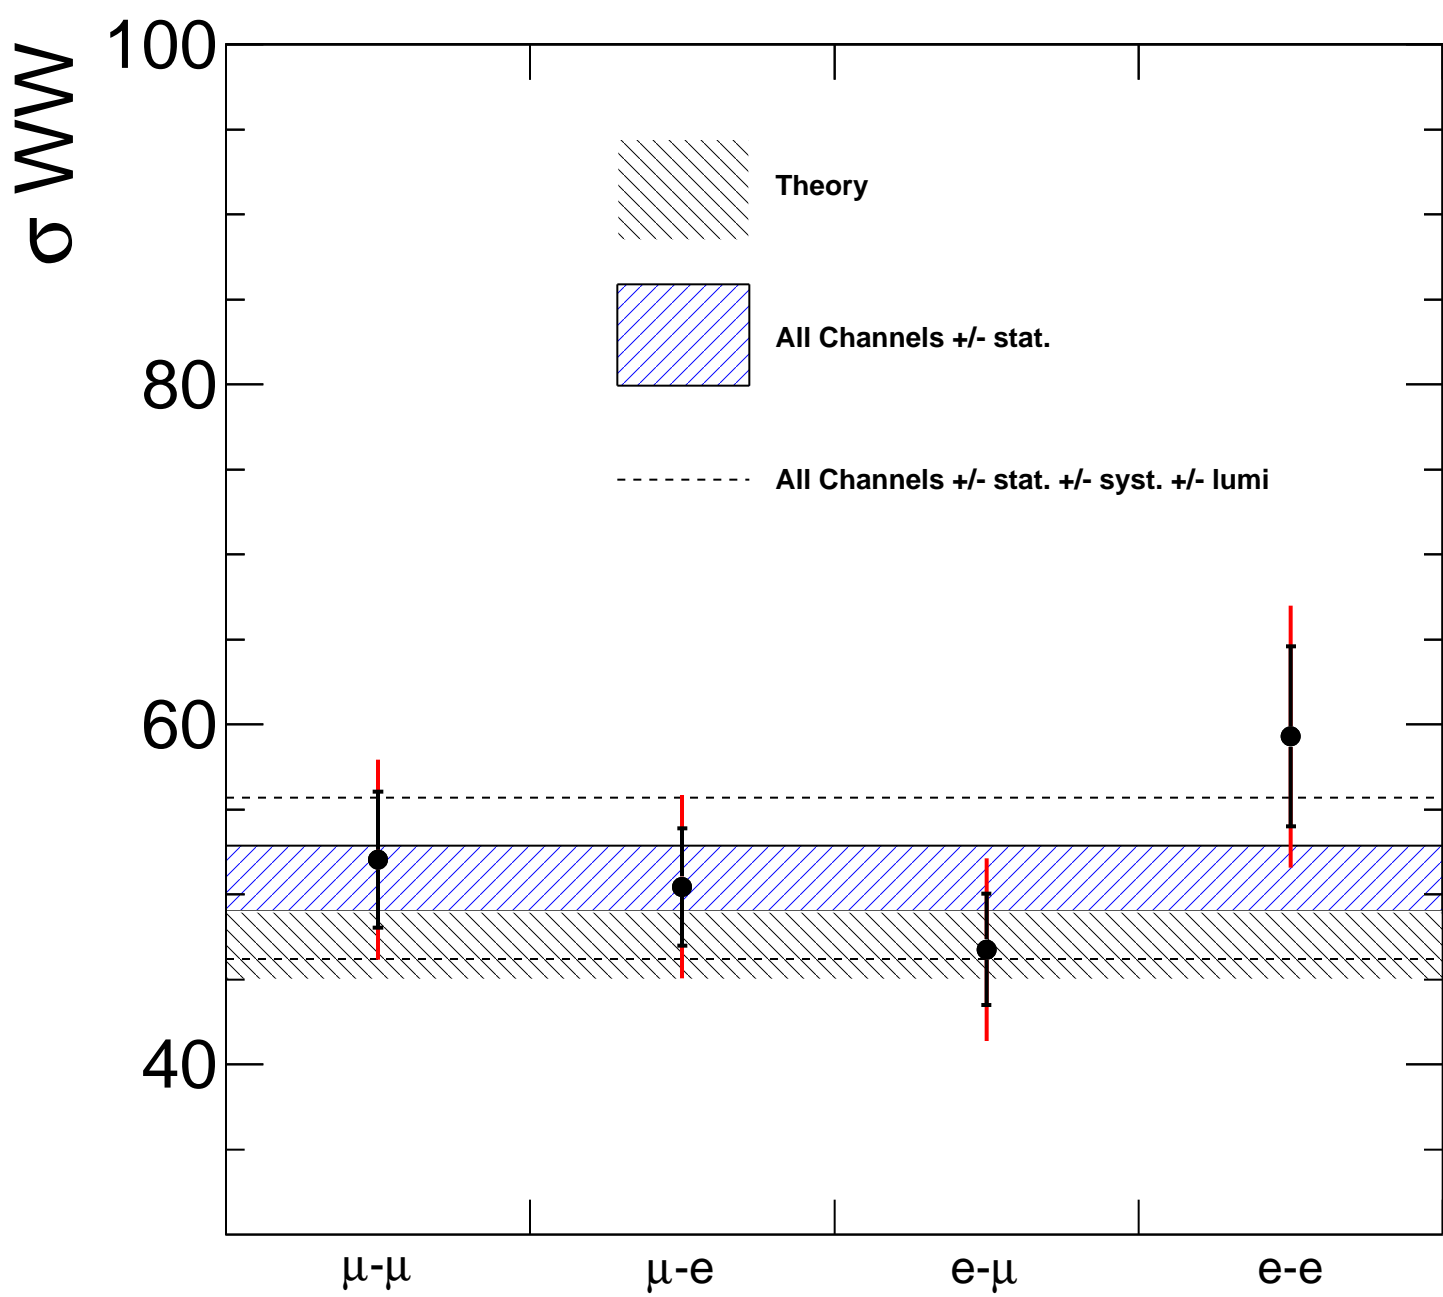 σ WW
100
80
60
40
Theory
All Channels +/- stat.
All Channels +/- stat. +/- syst. +/- lumi
μ-μ
μ-e
e-μ
e-e